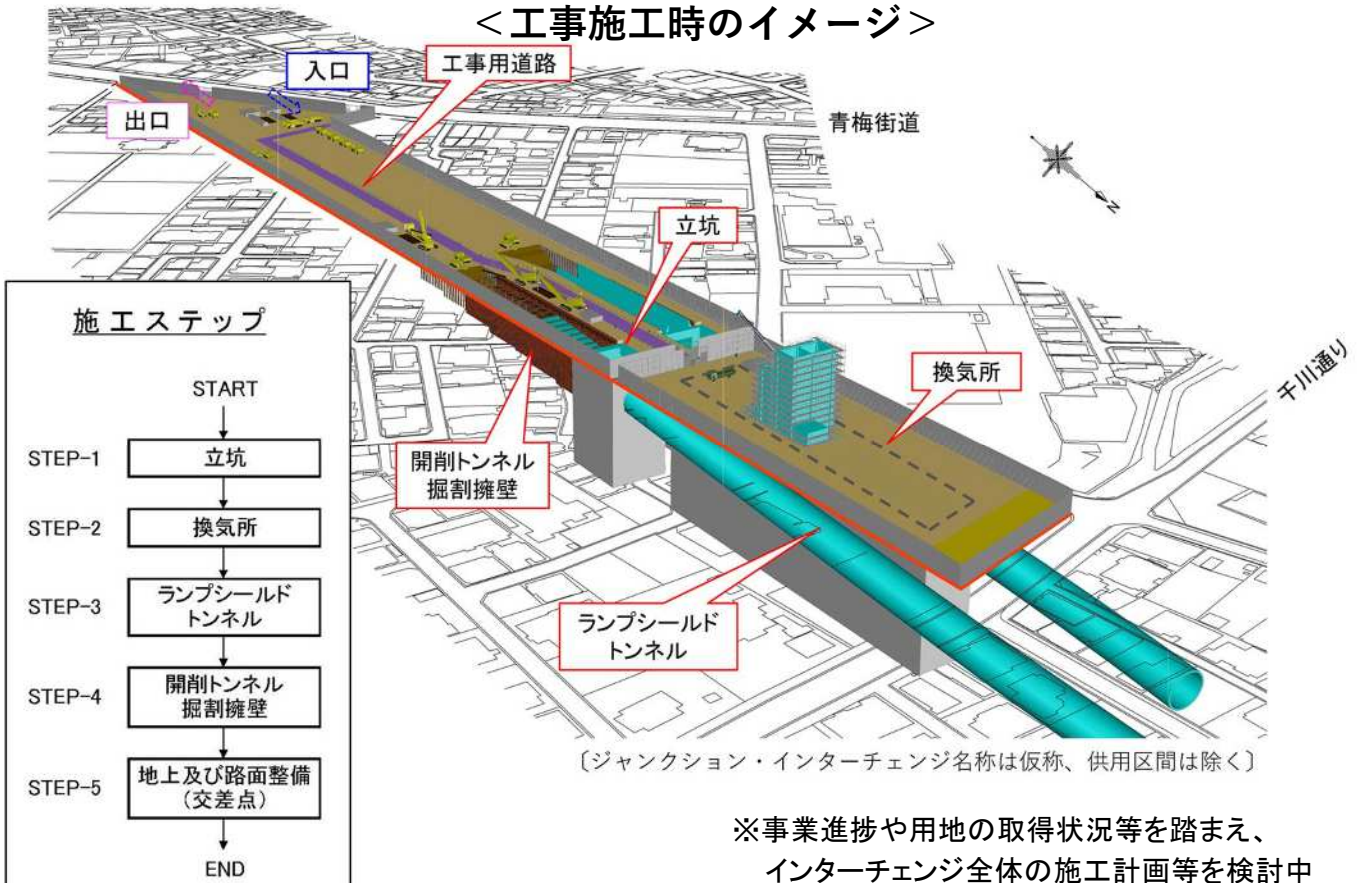 ＜工事施工時のイメージ＞
入口
工事用道路
出口
青梅街道
N
立坑
換気所
千川通り
開削トンネル
掘割擁壁
ランプシールド
トンネル
施工ステップ
START
STEP-1
立坑
STEP-2
換気所
STEP-3
ランプシールド
トンネル
STEP-4
開削トンネル
掘割擁壁
STEP-5
地上及び路面整備
(交差点)
END
〔ジャンクション・インターチェンジ名称は仮称、供用区間は除く〕
※事業進捗や用地の取得状況等を踏まえ、
インターチェンジ全体の施工計画等を検討中